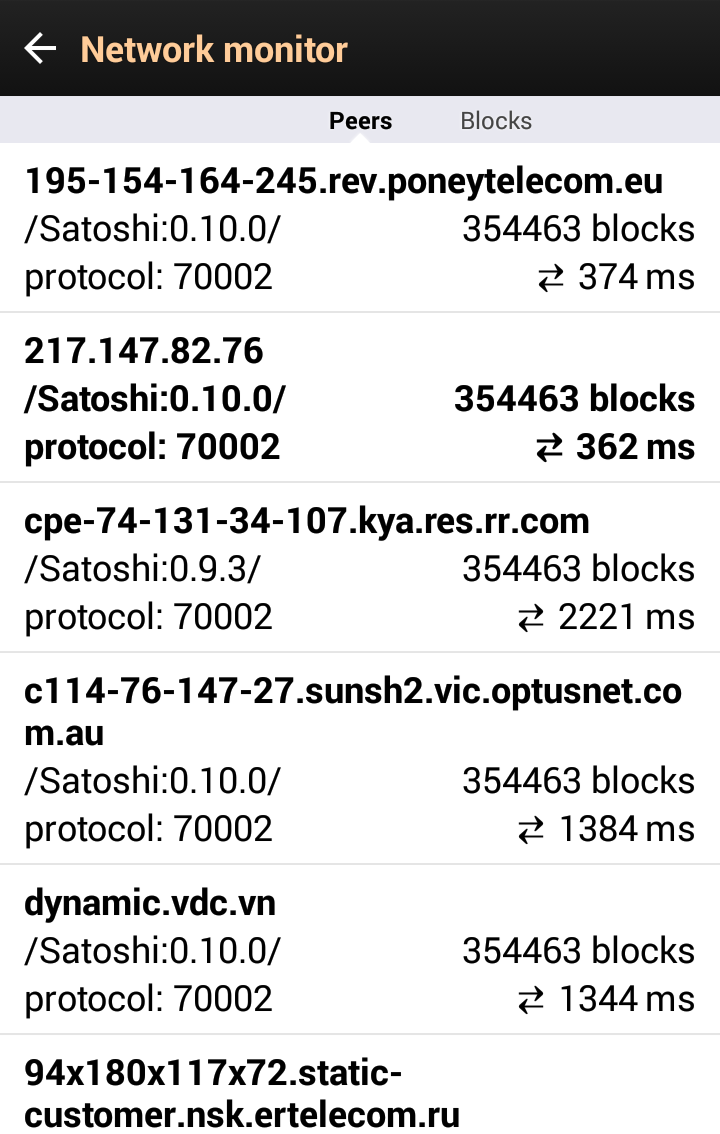 Network monitor
Peers Blocks
195-154-164-245.rev.poneytelecom.eu
/Satoshi:0.10.0/ 354463 blocks
protocol: 70002 ⇄ 374 ms
217.147.82.76
/Satoshi:0.10.0/ 354463 blocks
protocol: 70002 ⇄ 362 ms
cpe-74-131-34-107.kya.res.rr.com
/Satoshi:0.9.3/ 354463 blocks
protocol: 70002 ⇄ 2221 ms
c114-76-147-27.sunsh2.vic.optusnet.co
m.au
/Satoshi:0.10.0/ 354463 blocks
protocol: 70002 ⇄ 1384 ms
dynamic.vdc.vn
/Satoshi:0.10.0/ 354463 blocks
protocol: 70002 ⇄ 1344 ms
94x180x117x72.static-
customer.nsk.ertelecom.ru